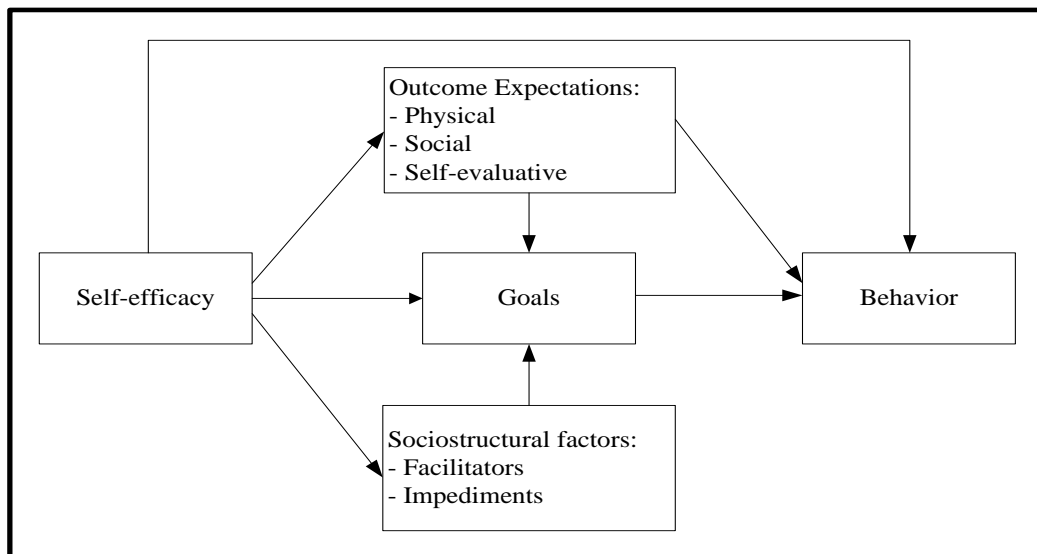 Outcome Expectations:
- Physical
- Social
- Self-evaluative
Self-efficacy
Goals
Behavior
Sociostructural factors:
- Facilitators
- Impediments